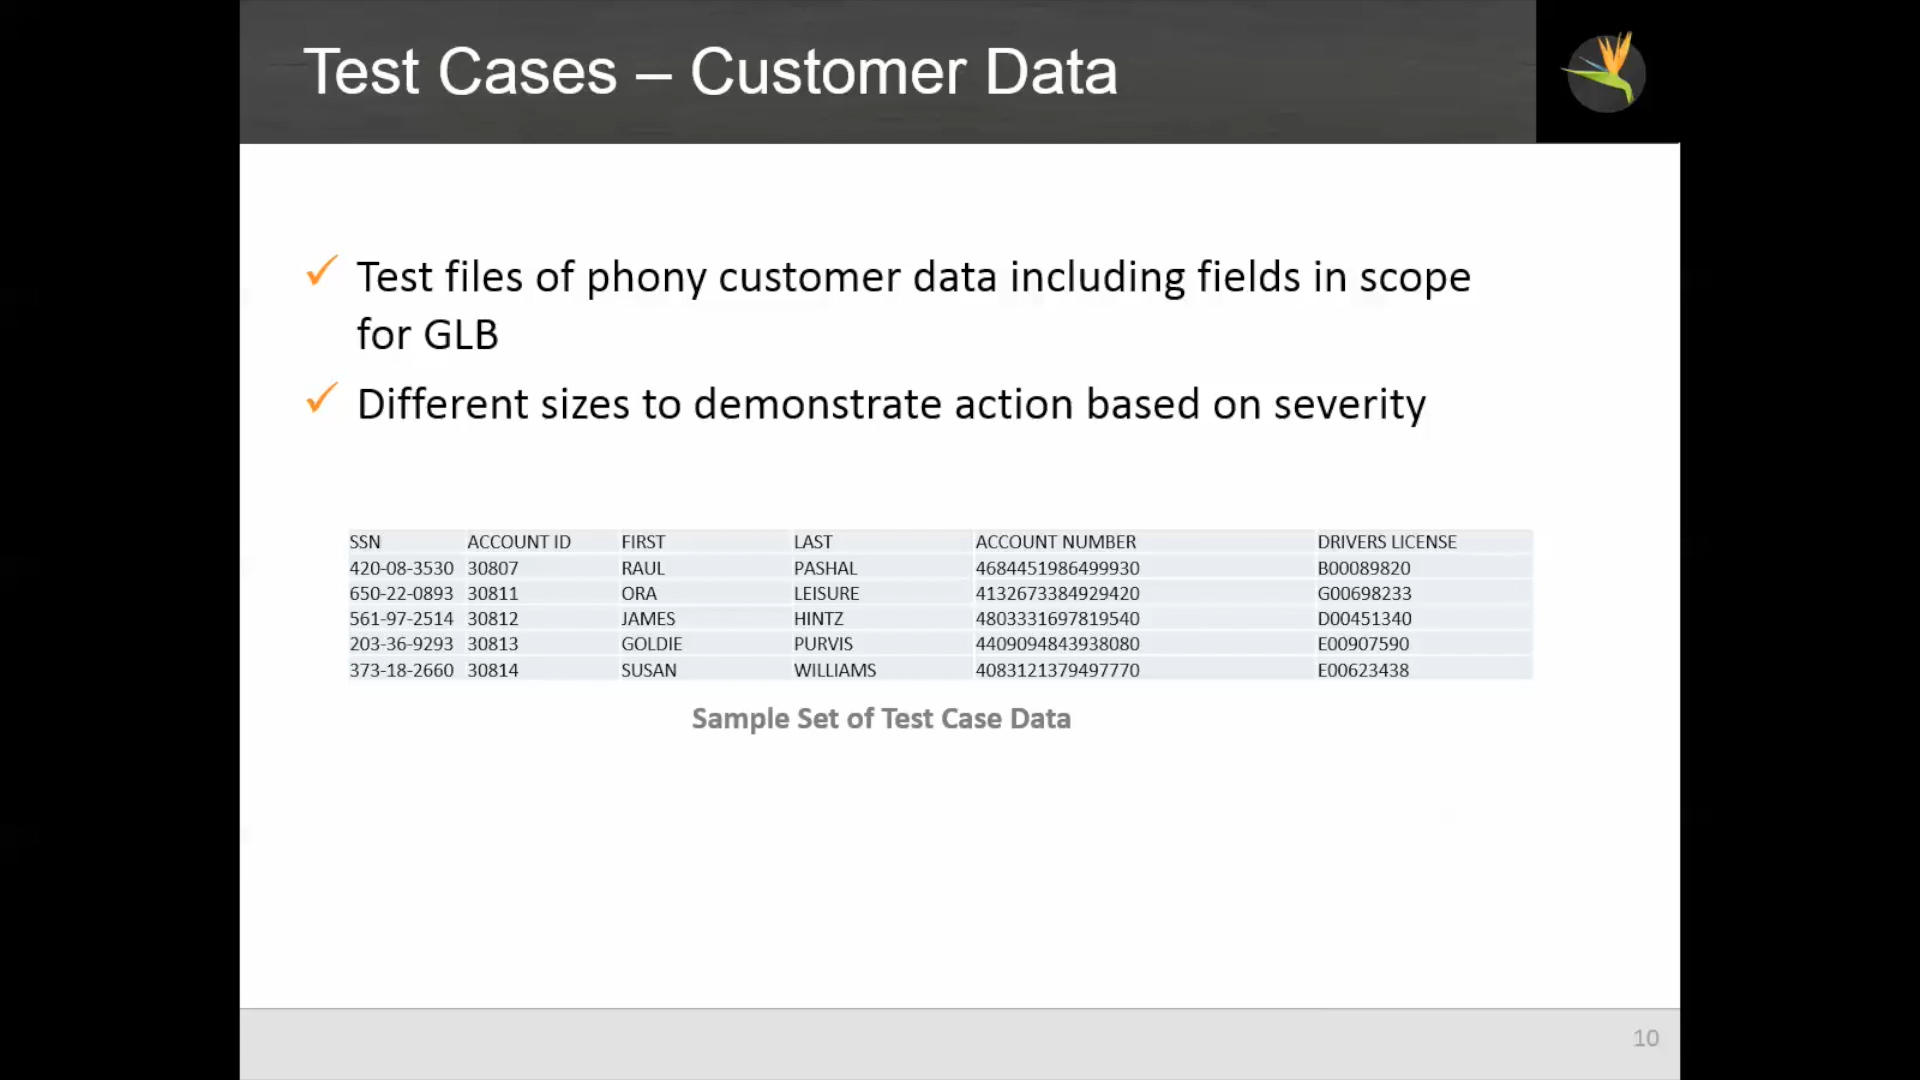 Test Cases – Customer Data
Test files of phony customer data including fields in scope
for GLB
Different sizes to demonstrate action based on severity
SSN ACCOUNT ID FIRST LAST ACCOUNT NUMBER DRIVERS LICENSE
420-08-3530 30807 RAUL PASHAL 4684451986499930 B00089820
650-22-0893 30811 ORA LEISURE 4132673384929420 G00698233
561-97-2514 30812 JAMES HINTZ 4803331697819540 D00451340
203-36-9293 30813 GOLDIE PURVIS 4409094843938080 E00907590
373-18-2660 30814 SUSAN WILLIAMS 4083121379497770 E00623438
Sample Set of Test Case Data
10